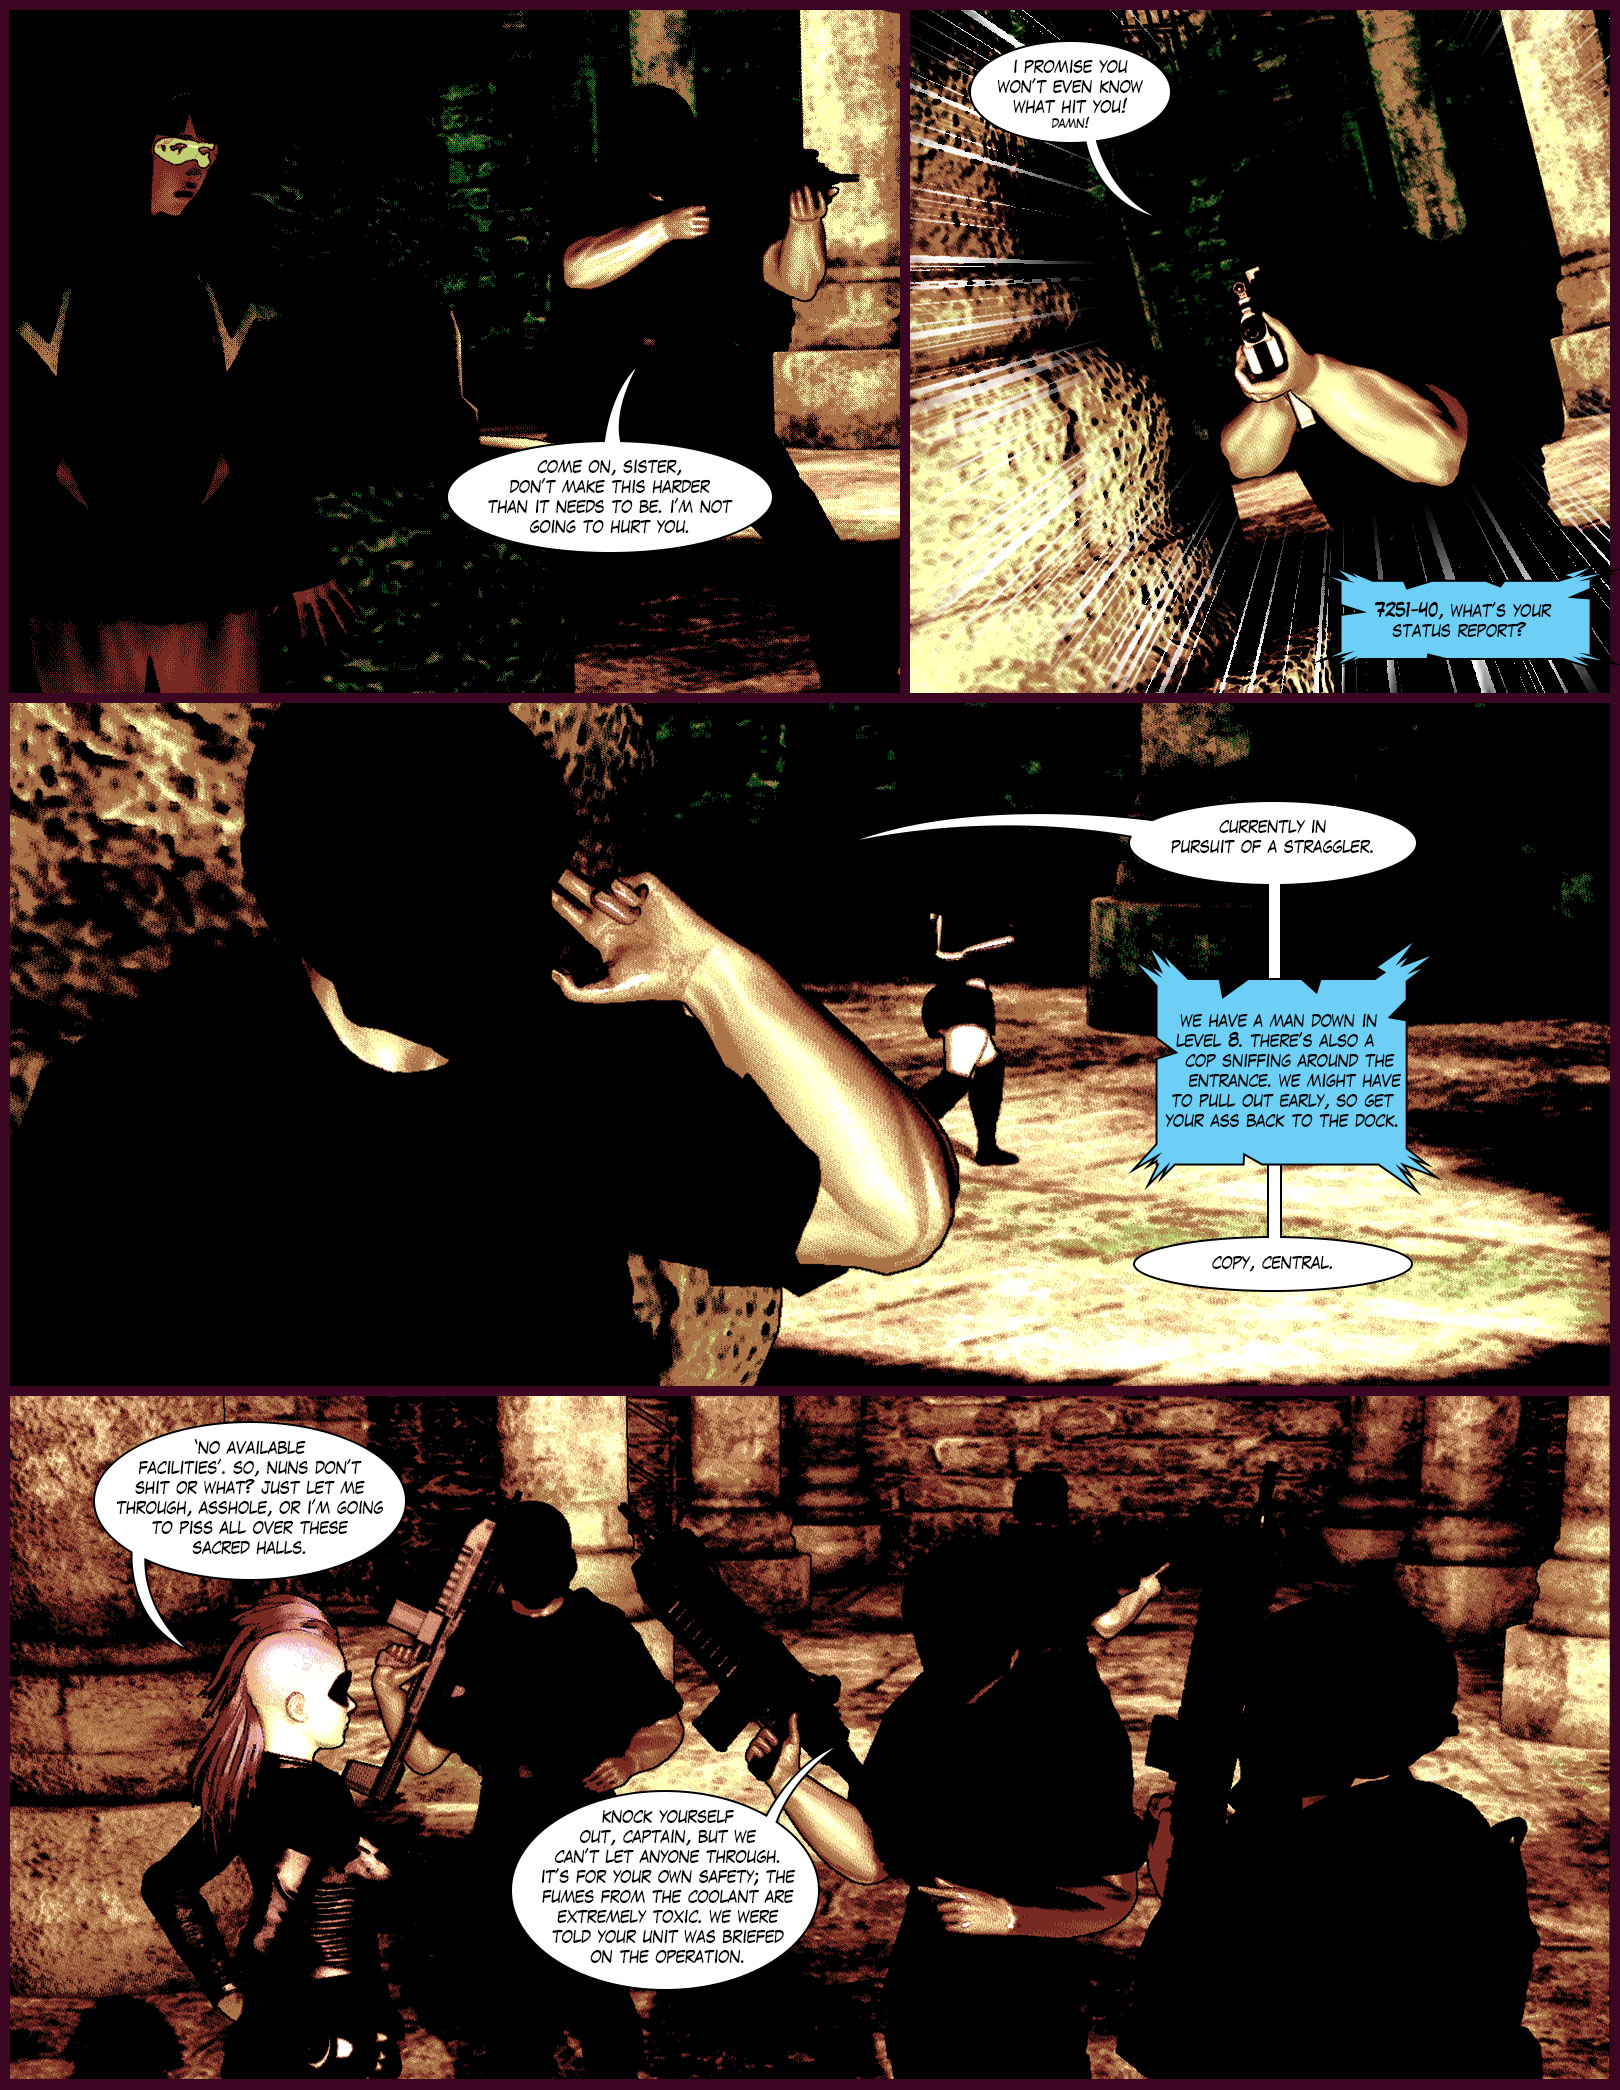 COME ON, SISTER,
DON'T MAKE THIS HARDER
THAN IT NEEDS TO BE. I'M NOT
GOING TO HURT YOU.
I PROMISE YOU
WON'T EVEN KNOW
WHAT HIT YOU!
DAMN!
7251-40, WHAT'S YOUR
STATUS REPORT?
CURRENTLY IN
PURSUIT OF A STRAGGLER.
WE HAVE A MAN DOWN IN
LEVEL 8. THERE'S ALSO A
COP SNIFFING AROUND THE
ENTRANCE. WE MIGHT HAVE
TO PULL OUT EARLY, SO GET
YOUR ASS BACK TO THE DOCK.
COPY, CENTRAL.
'NO AVAILABLE
FACILITIES'. SO, NUNS DON'T
SHIT OR WHAT? JUST LET ME
THROUGH, ASSHOLE, OR I'M GOING
TO PISS ALL OVER THESE
SACRED HALLS.
KNOCK YOURSELF
OUT, CAPTAIN, BUT WE
CAN'T LET ANYONE THROUGH.
IT'S FOR YOUR OWN SAFETY; THE
FUMES FROM THE COOLANT ARE
EXTREMELY TOXIC. WE WERE
TOLD YOUR UNIT WAS BRIEFED
ON THE OPERATION.